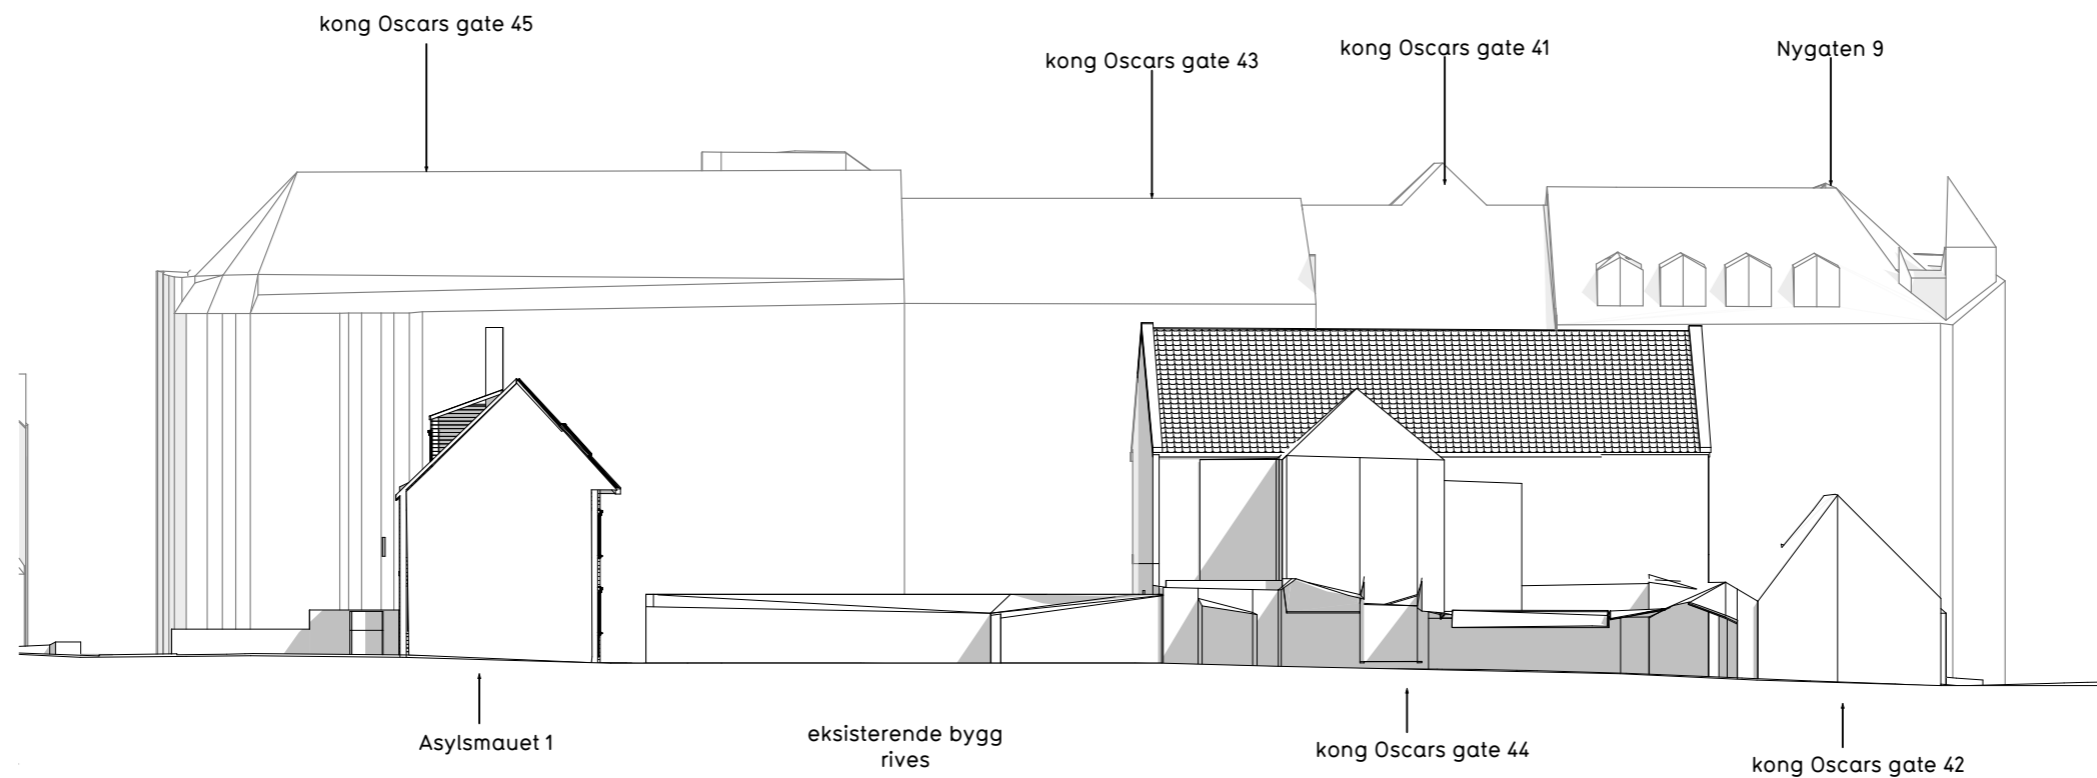 kong Oscars gate 45
kong Oscars gate 43
kong Oscars gate 41
Nygaten 9
Asylsmauet 1
eksisterende bygg
rives
kong Oscars gate 44
kong Oscars gate 42